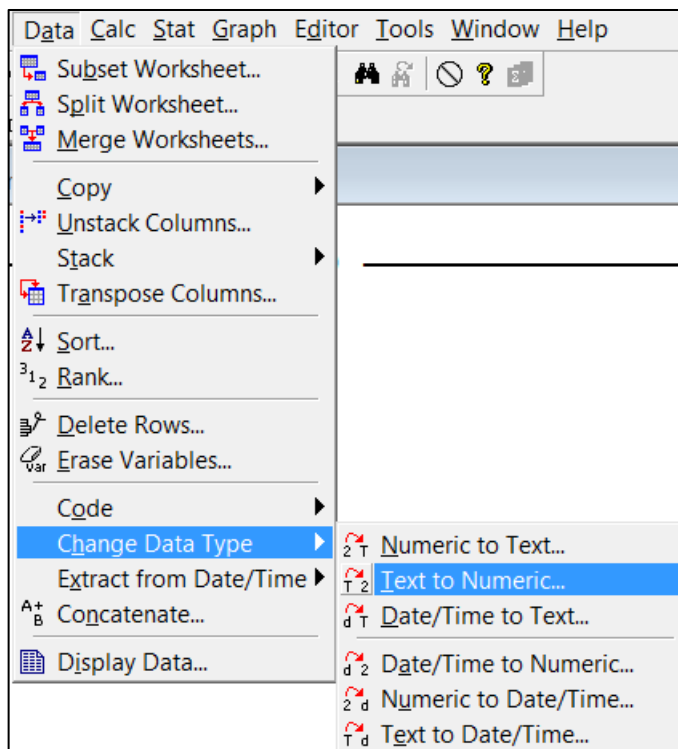 Data Calc Stat Graph Editor Tools Window Help
Subset Worksheet...
Split Worksheet...
Merge Worksheets...
Copy
Unstack Columns...
Stack
Transpose Columns...
Sort...
Rank...
Delete Rows...
Erase Variables...
Code
Change Data Type
Extract from Date/Time
Concatenate...
Display Data...
Numeric to Text...
Text to Numeric...
Date/Time to Text...
Date/Time to Numeric...
Numeric to Date/Time...
Text to Date/Time...